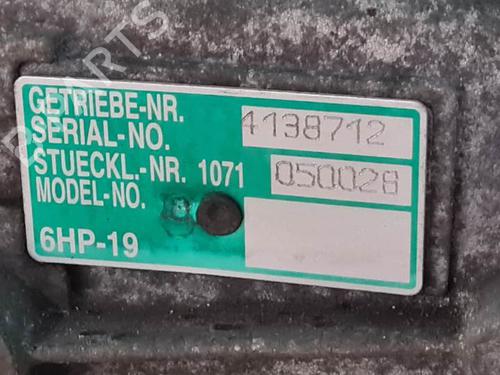 GETRIEBE-NR.
SERIAL-NO. 4138712
STUECKL.-NR. 1071 050028
MODEL-NO.
6HP-19